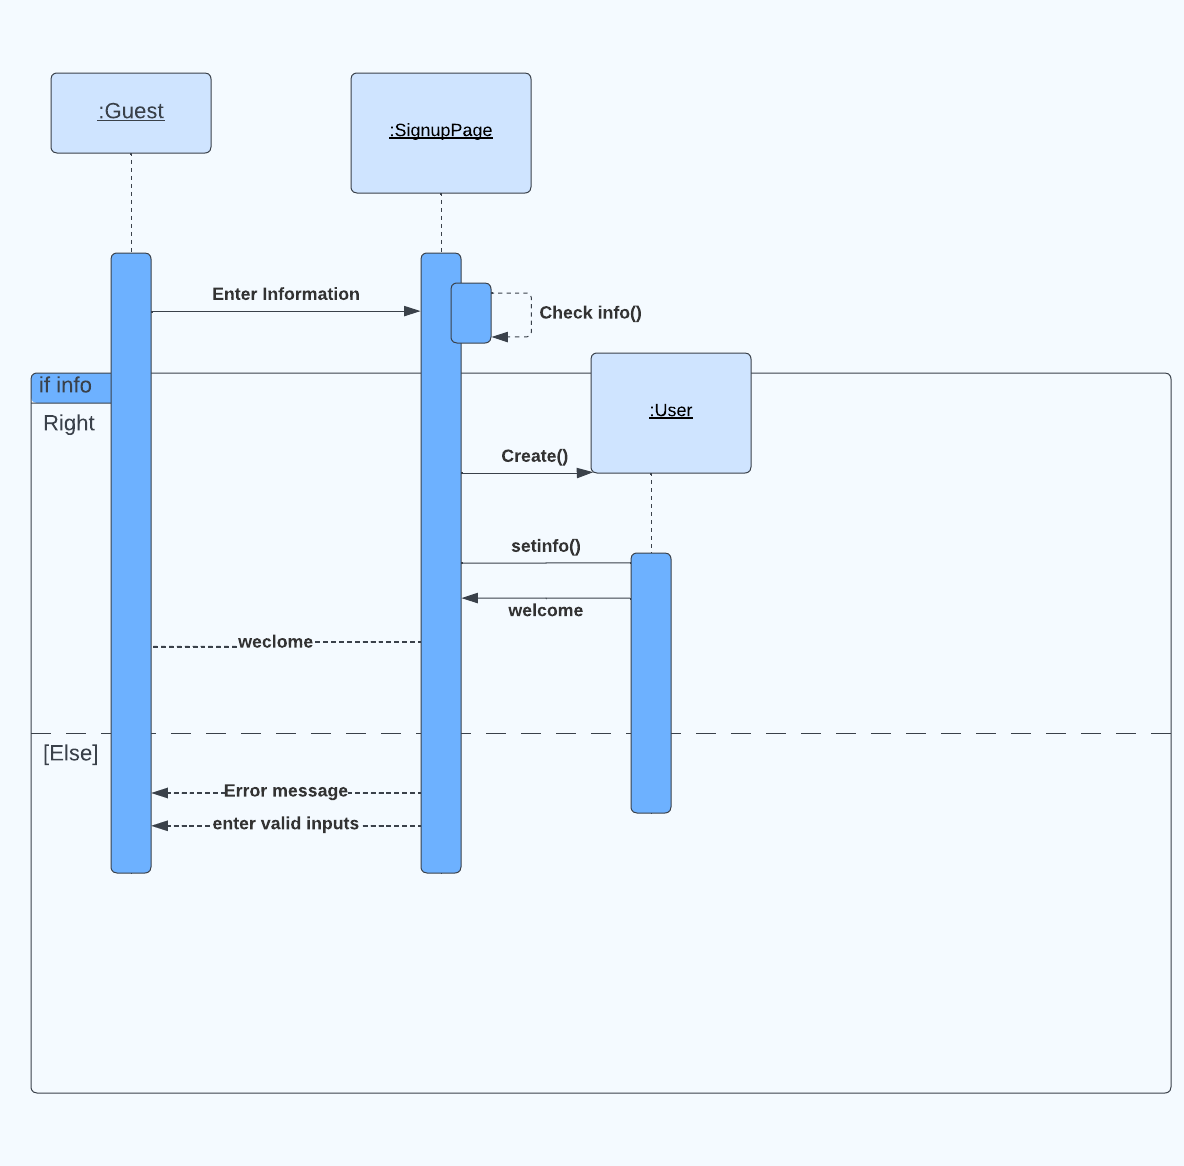 :Guest
:SignupPage
Enter Information
Check info()
if info
Right
:User
Create()
setinfo()
welcome
weclome
[Else]
Error message
enter valid inputs